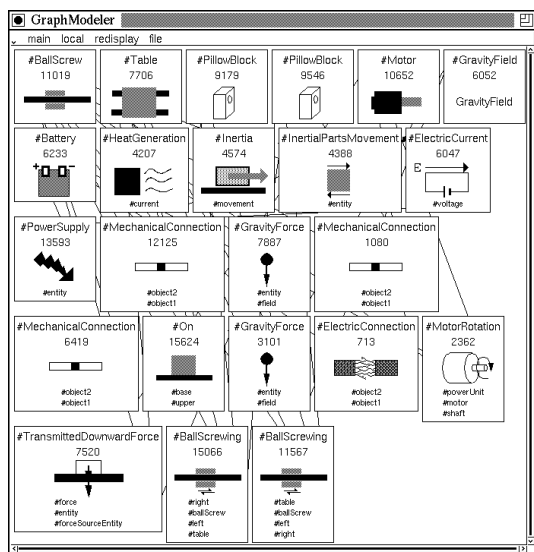 GraphModeler
main local redisplay file
#BallScrew
11019
#Table
7706
#PillowBlock
9179
#PillowBlock
9546
#Motor
10652
#GravityField
6052
GravityField
#Battery
6233
+ -
#HeatGeneration
4207
#current
#Inertia
4574
#movement
#InertialPartsMovement
4388
#entity
#ElectricCurrent
6047
E
#voltage
#PowerSupply
13593
#entity
#MechanicalConnection
12125
#object2
#object1
#GravityForce
7887
#entity
#field
#MechanicalConnection
1080
#object2
#object1
#MechanicalConnection
6419
#object2
#object1
#On
15624
#base
#upper
#GravityForce
3101
#entity
#field
#ElectricConnection
713
#object2
#object1
#MotorRotation
2362
#powerUnit
#motor
#shaft
#TransmittedDownwardForce
7520
#force
#entity
#forceSourceEntity
#BallScrewing
15066
#right
#ballScrew
#left
#table
#BallScrewing
11567
#table
#ballScrew
#left
#right